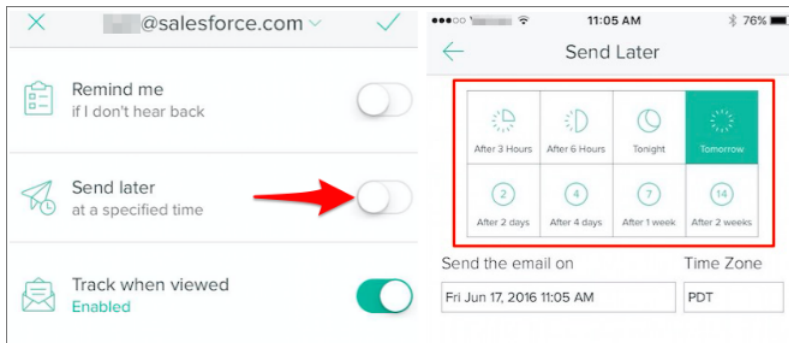 @salesforce.com
Remind me
if I don't hear back
Send later
at a specified time
Track when viewed
Enabled
11:05 AM
76%
Send Later
After 3 Hours
After 6 Hours
Tonight
Tomorrow
2
4
7
14
After 2 days
After 4 days
After 1 week
After 2 weeks
Send the email on
Time Zone
Fri Jun 17, 2016 11:05 AM
PDT